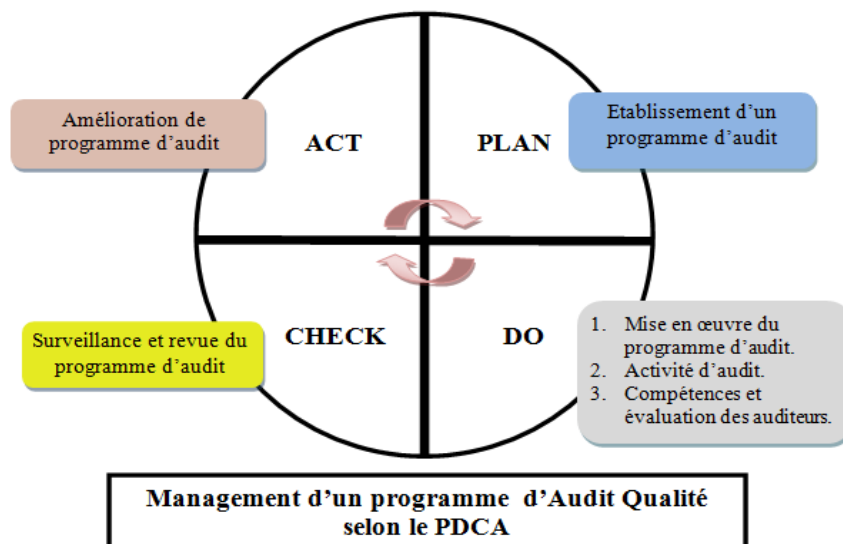 Amélioration de
programme d'audit
ACT
PLAN
Etablissement d'un
programme d'audit
Surveillance et revue du
programme d'audit
CHECK
DO
1. Mise en œuvre du
programme d'audit.
2. Activité d'audit.
3. Compétences et
évaluation des auditeurs.
Management d'un programme d'Audit Qualité
selon le PDCA